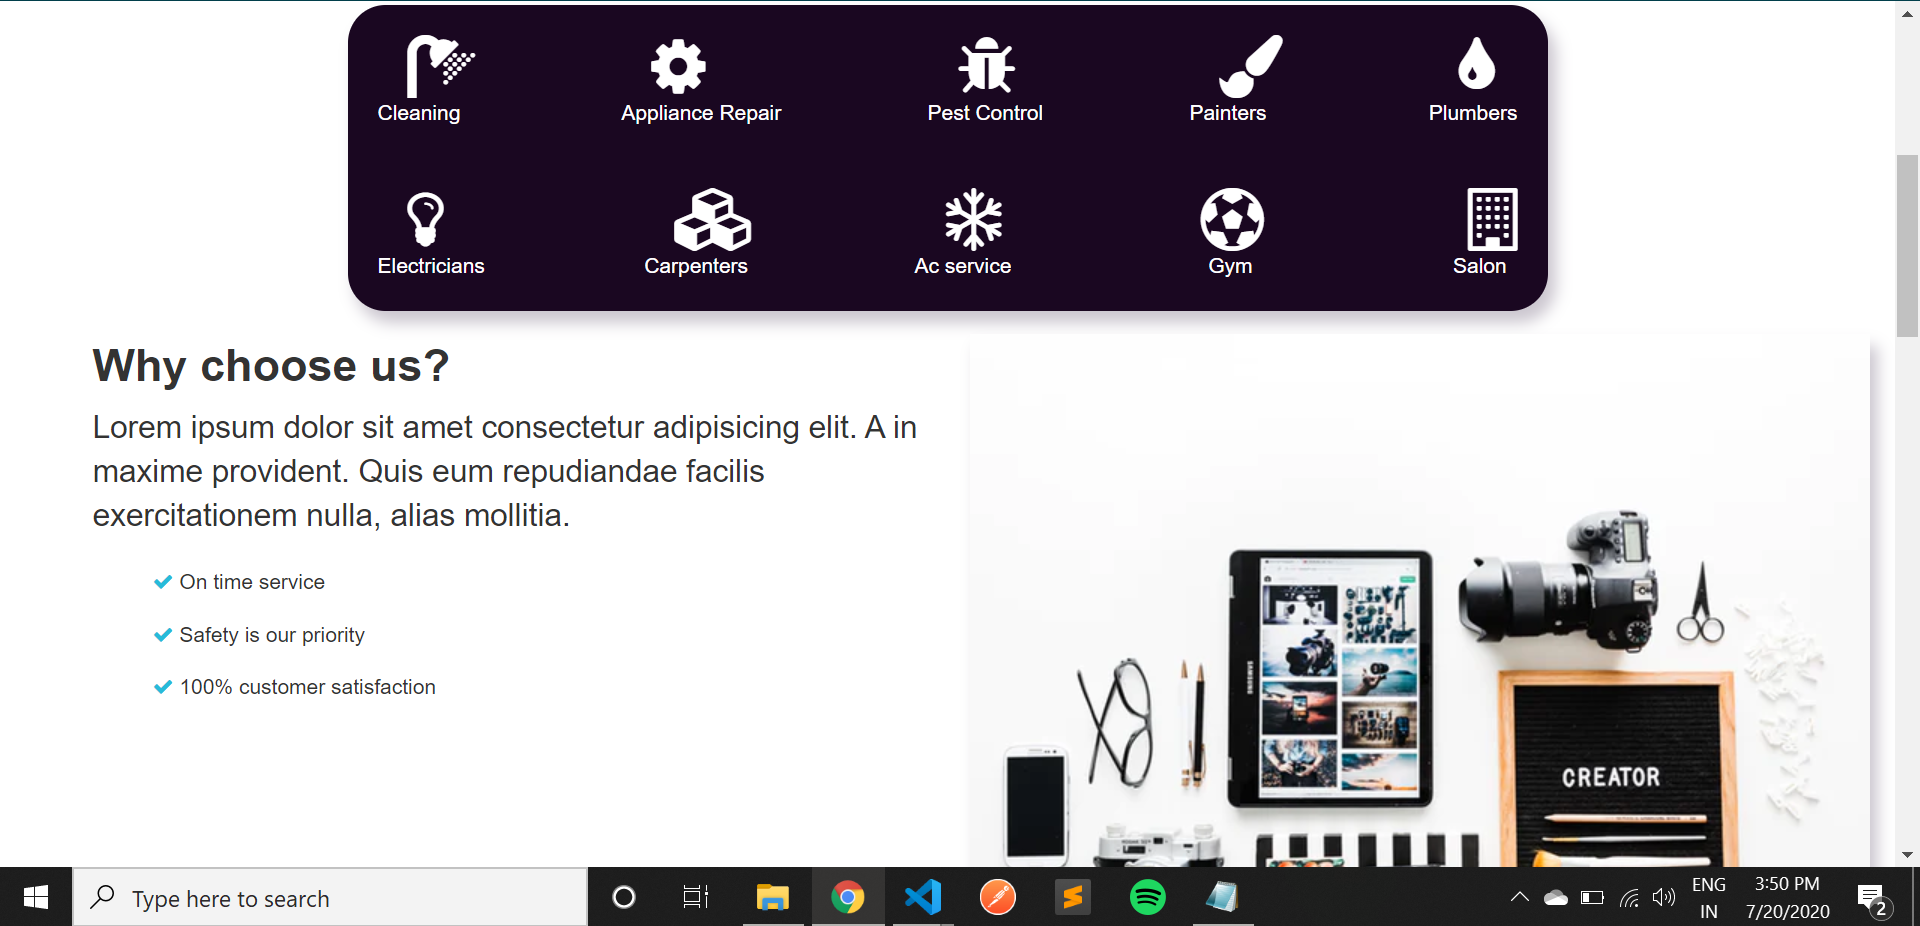 Cleaning Appliance Repair Pest Control Painters Plumbers
Electricians Carpenters Ac service Gym Salon
Why choose us?
Lorem ipsum dolor sit amet consectetur adipisicing elit. A in
maxime provident. Quis eum repudiandae facilis
exercitationem nulla, alias mollitia.
On time service
Safety is our priority
100% customer satisfaction
SAMSUNG
CREATOR
Type here to search
ENG
IN
3:50 PM
7/20/2020
2